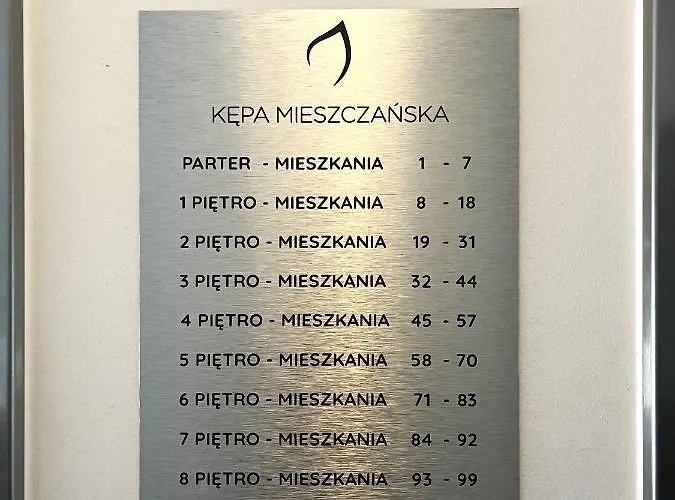 KĘPA MIESZCZAŃSKA
PARTER - MIESZKANIA 1 - 7
1 PIĘTRO - MIESZKANIA 8 - 18
2 PIĘTRO - MIESZKANIA 19 - 31
3 PIĘTRO - MIESZKANIA 32 - 44
4 PIĘTRO - MIESZKANIA 45 - 57
5 PIĘTRO - MIESZKANIA 58 - 70
6 PIĘTRO - MIESZKANIA 71 - 83
7 PIĘTRO - MIESZKANIA 84 - 92
8 PIĘTRO - MIESZKANIA 93 - 99